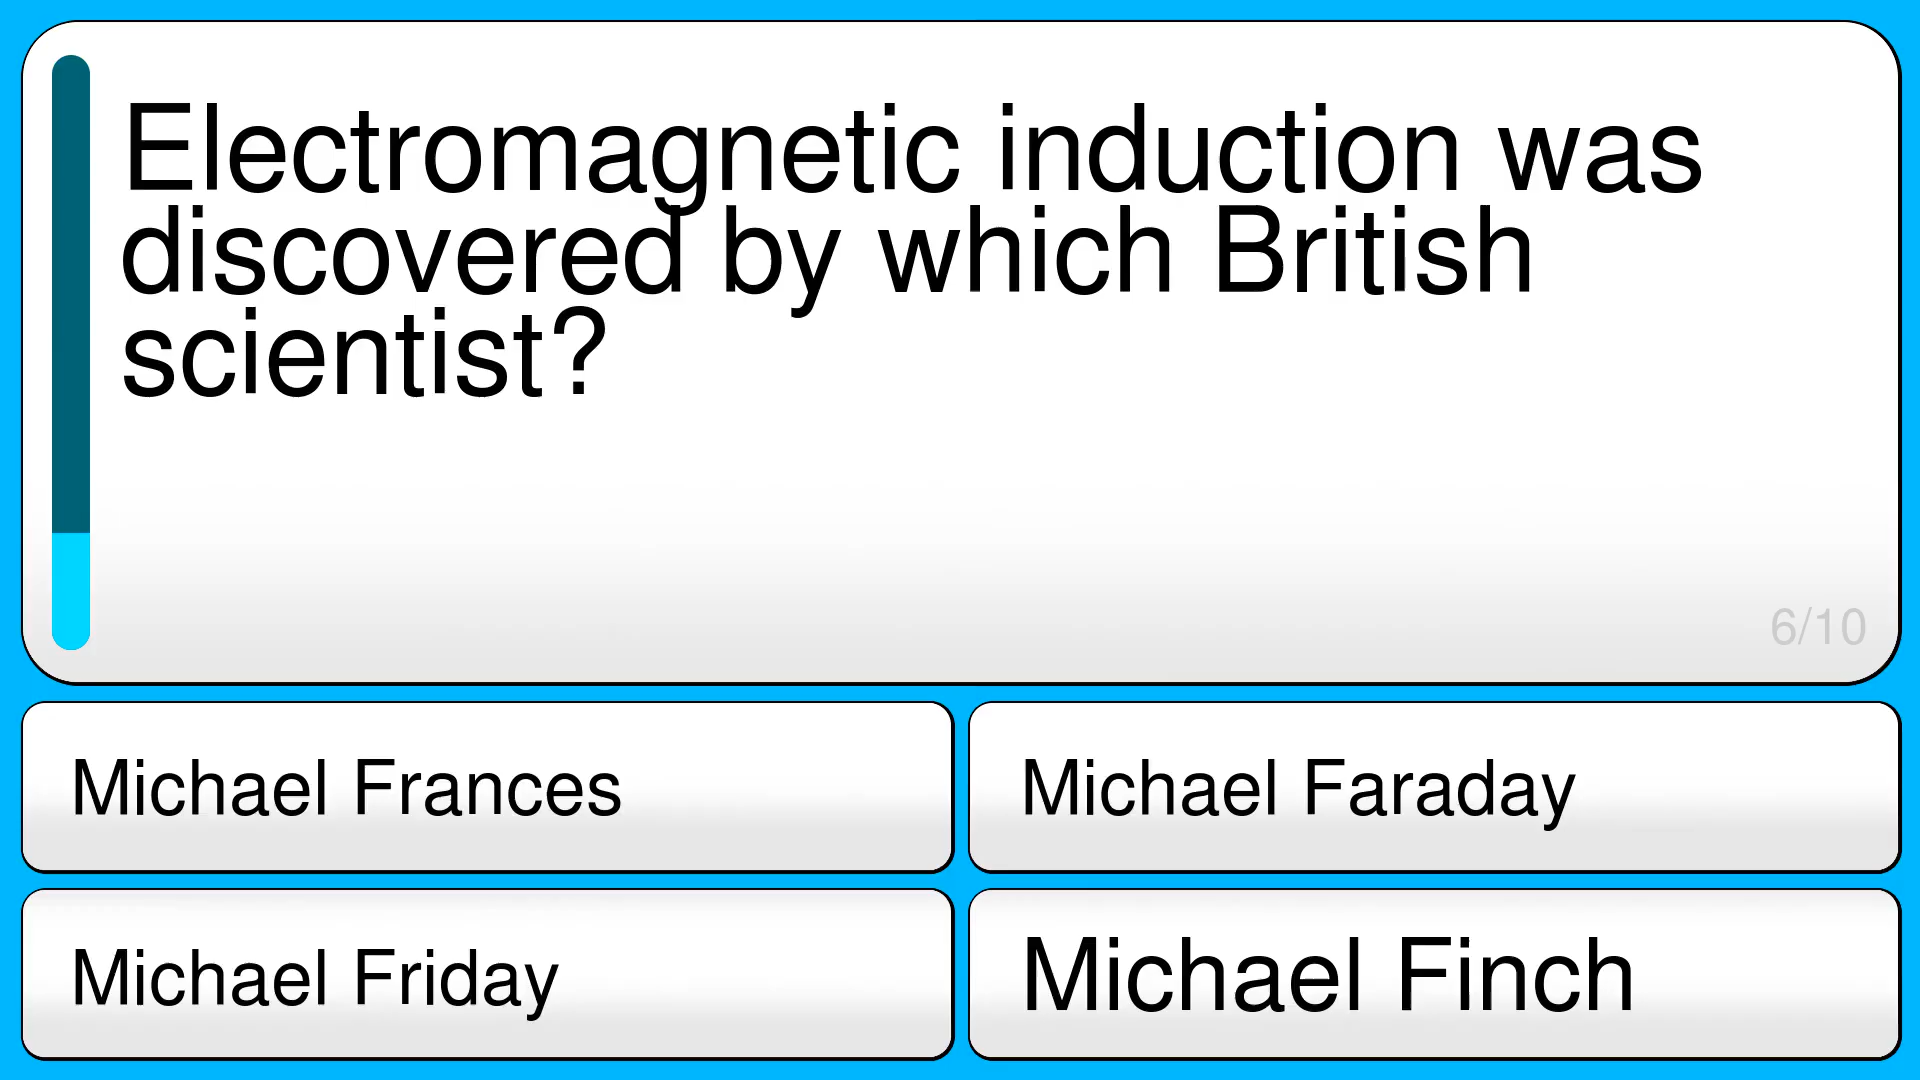 Electromagnetic induction was
discovered by which British
scientist?
6/10
Michael Frances
Michael Faraday
Michael Friday
Michael Finch